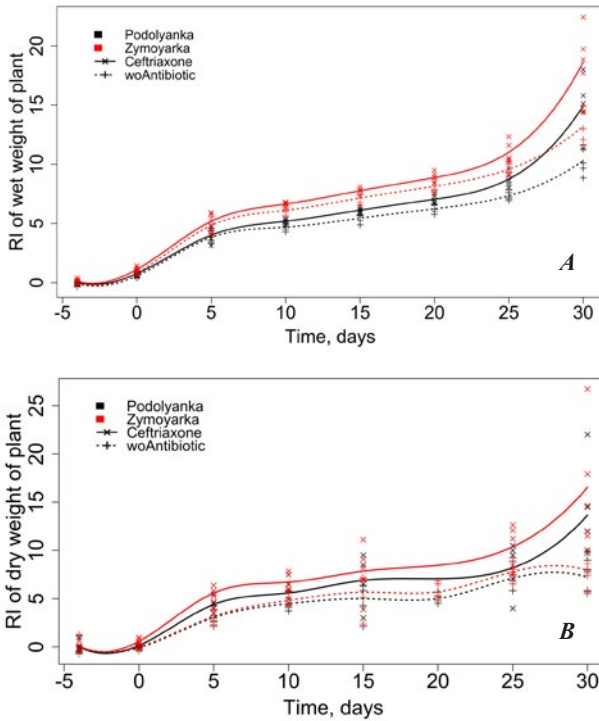 RI of wet weight of plant
20
15
10
5
0
Podolyanka
Zymoyarka
Ceftriaxone
woAntibiotic
A
-5 0 5 10 15 20 25 30
Time, days
RI of dry weight of plant
25
20
15
10
5
0
Podolyanka
Zymoyarka
Ceftriaxone
woAntibiotic
B
-5 0 5 10 15 20 25 30
Time, days